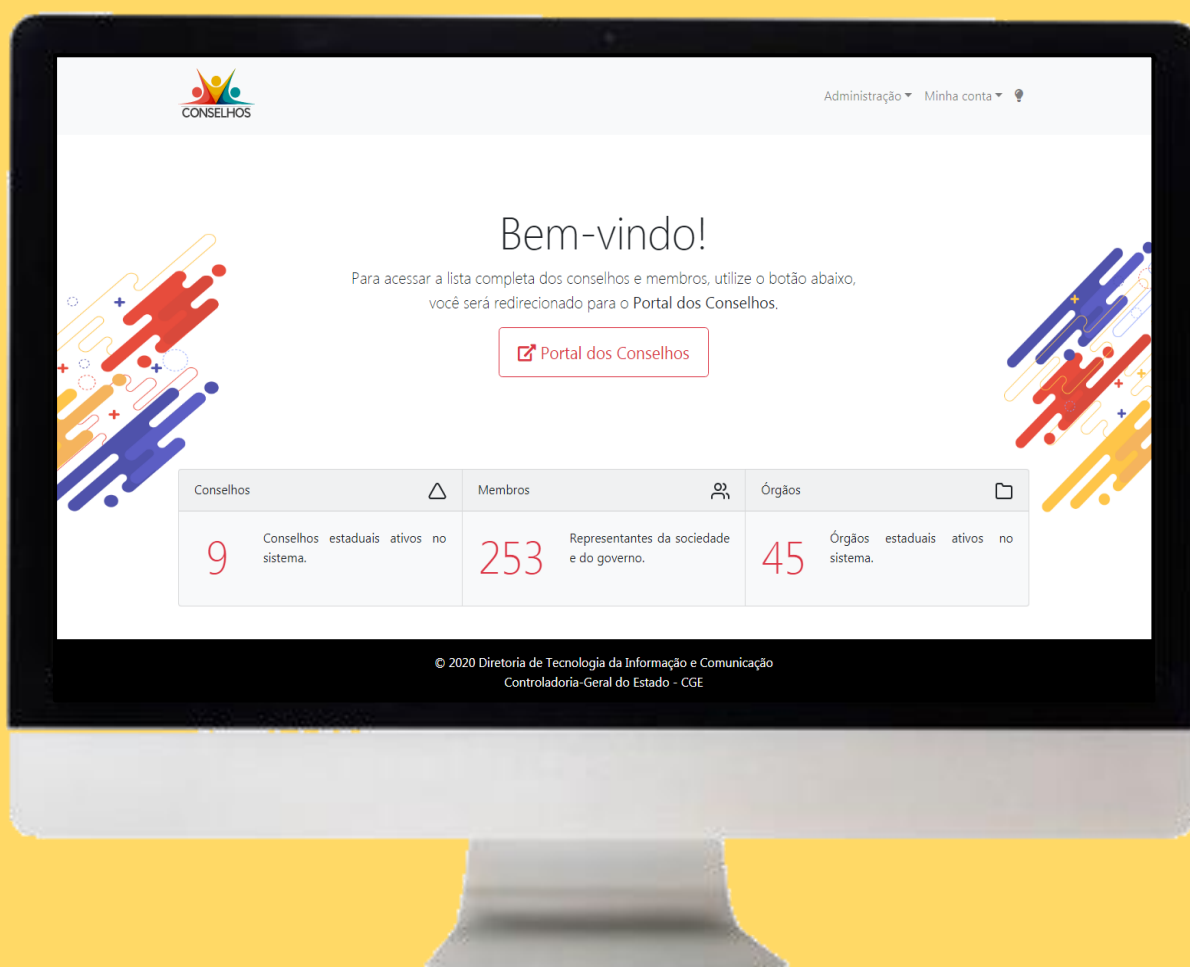 CONSELHOS
Administração Minha conta
Bem-vindo!
Para acessar a lista completa dos conselhos e membros, utilize o botão abaixo,
você será redirecionado para o Portal dos Conselhos.
Portal dos Conselhos
Conselhos
9
Conselhos estaduais ativos no
sistema.
Membros
253
Representantes da sociedade
e do governo.
Órgãos
45
Órgãos estaduais ativos no
sistema.
© 2020 Diretoria de Tecnologia da Informação e Comunicação
Controladoria-Geral do Estado - CGE